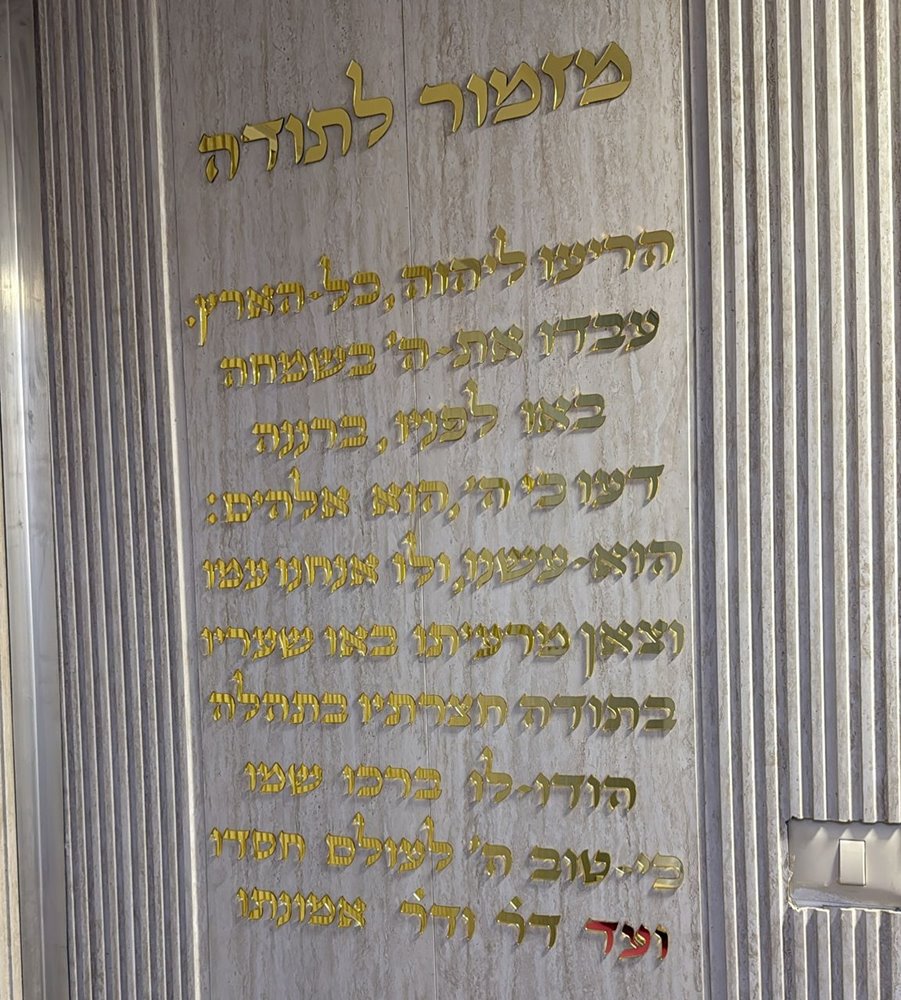 מזמור לתודה
הריעו ליהוה, כל-הארץ.
עבדו את-ה' בשמחה
באו לפניו, ברננה
דעו כי ה', הוא אלהים:
הוא-עשנו, ולו אנחנו עמו
וצאן מרעיתו באו שעריו
בתודה חצרתיו בתהלה
הודו-לו ברכו שמו
כי-טוב ה' לעולם חסדו
ועד דר ודר אמונתו